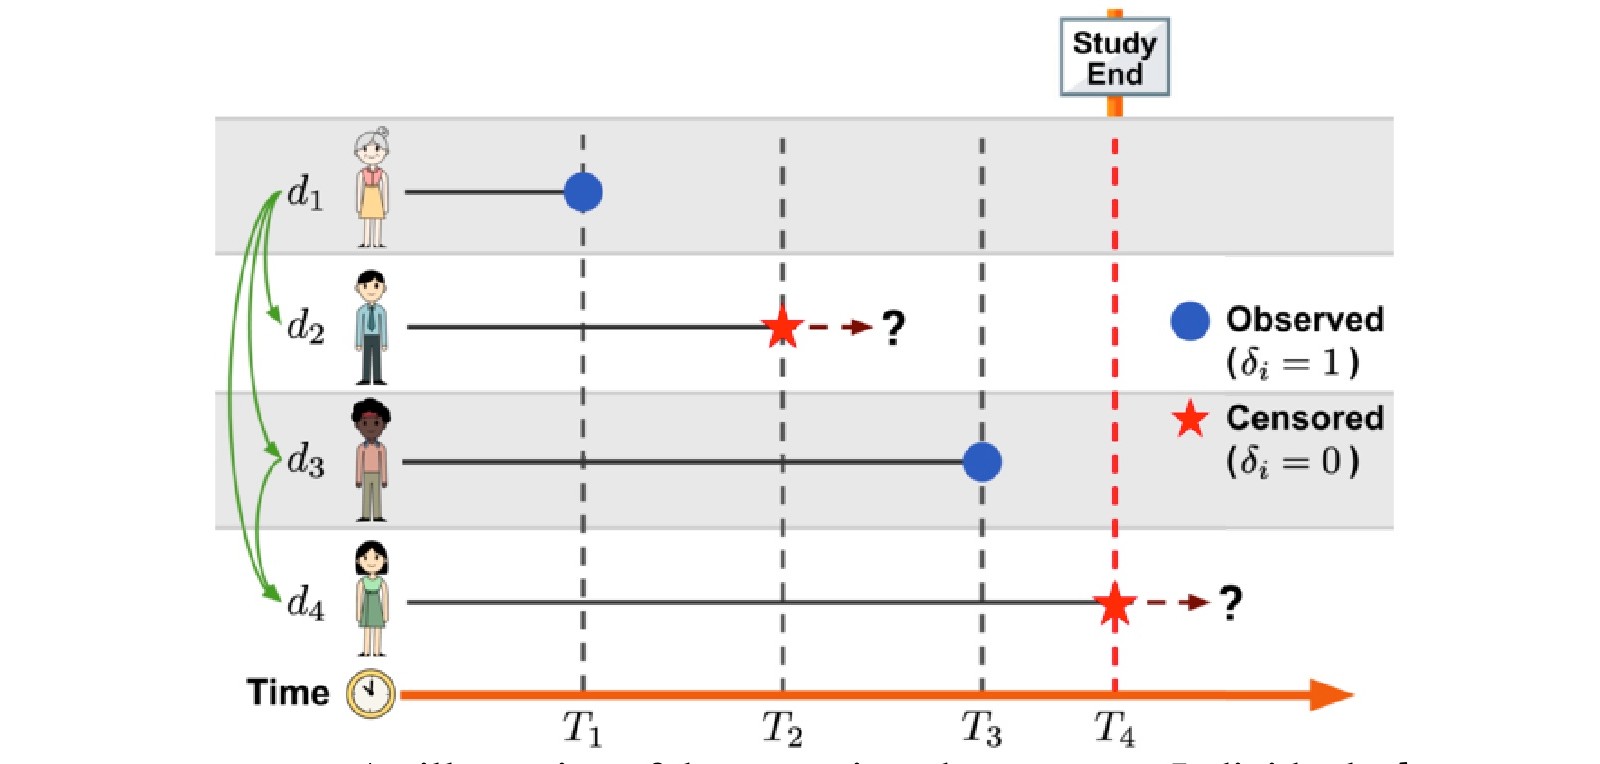 Study
End
d₁
d₂
?
Observed
(δᵢ = 1)
Censored
(δᵢ = 0)
d₃
d₄
?
Time
T₁
T₂
T₃
T₄